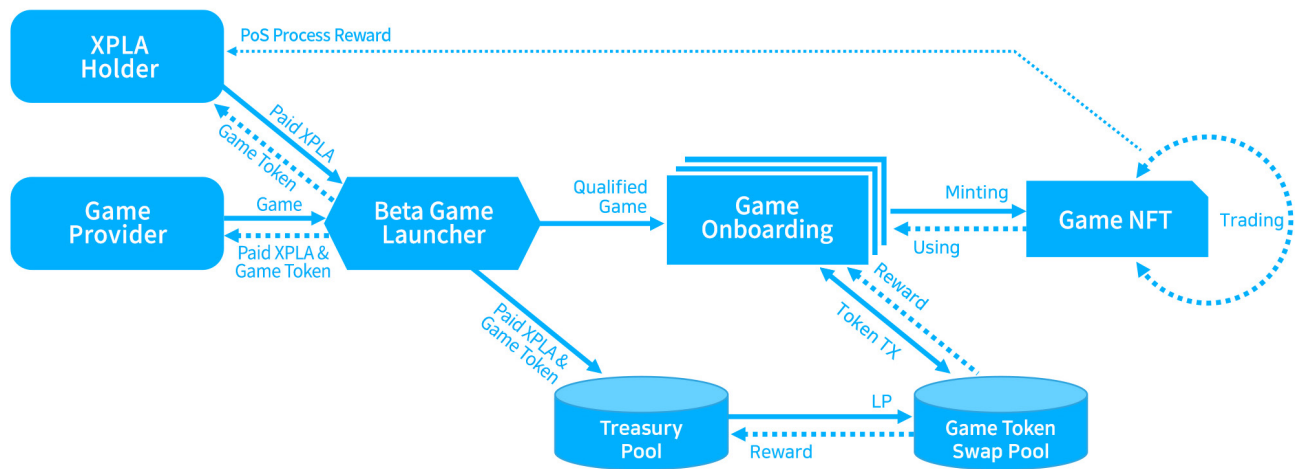 XPLA
Holder
PoS Process Reward
Paid XPLA
Game Token
Game
Provider
Game
Paid XPLA &
Game Token
Beta Game
Launcher
Qualified
Game
Game
Onboarding
Minting
Using
Game NFT
Trading
Paid XPLA &
Game Token
Reward
Token TX
Treasury
Pool
LP
Reward
Game Token
Swap Pool